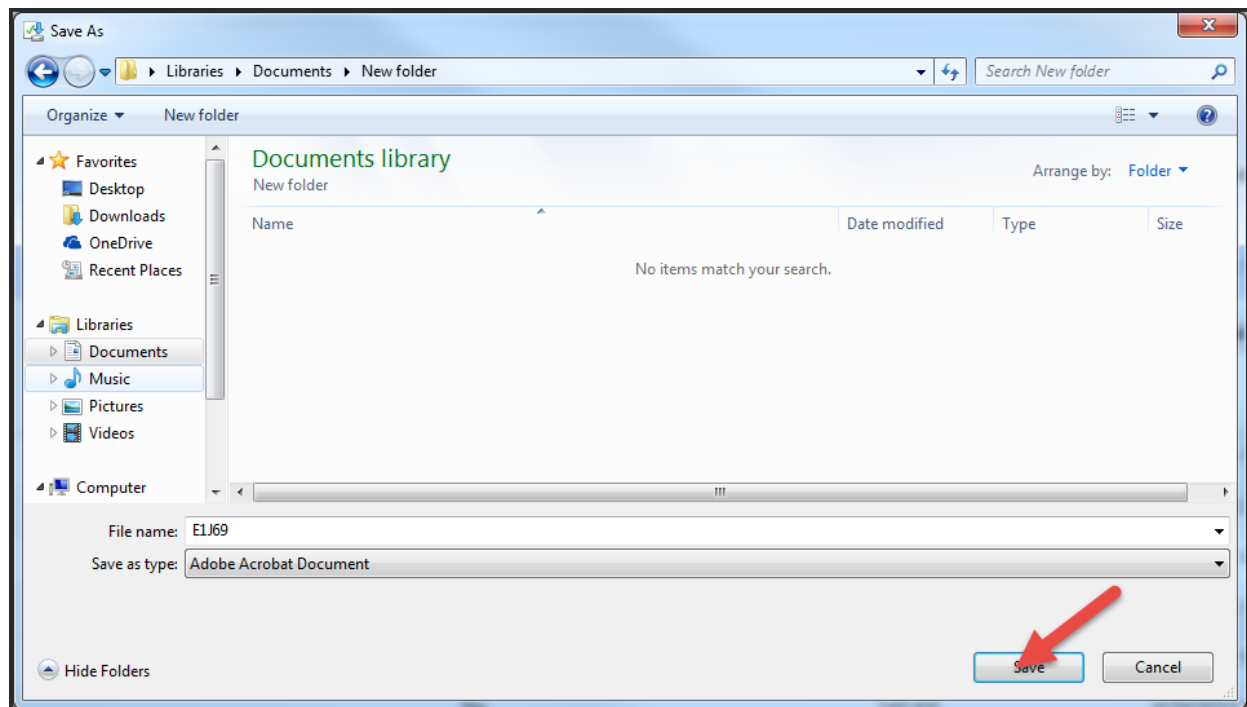 Save As
Libraries Documents New folder Search New folder
Organize New folder
Favorites
Desktop
Downloads
OneDrive
Recent Places
Libraries
Documents
Music
Pictures
Videos
Computer
Documents library
New folder
Arrange by: Folder
Name Date modified Type Size
No items match your search.
File name: E1J69
Save as type: Adobe Acrobat Document
Hide Folders
Save Cancel